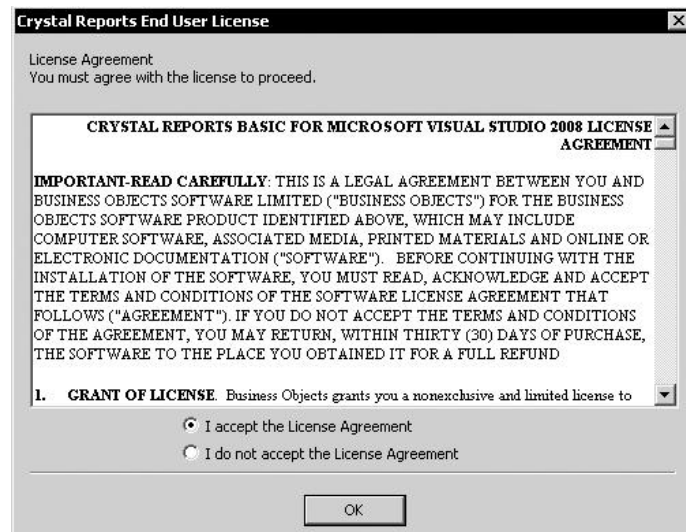 Crystal Reports End User License
License Agreement
You must agree with the license to proceed.
CRYSTAL REPORTS BASIC FOR MICROSOFT VISUAL STUDIO 2008 LICENSE
AGREEMENT
IMPORTANT-READ CAREFULLY: THIS IS A LEGAL AGREEMENT BETWEEN YOU AND
BUSINESS OBJECTS SOFTWARE LIMITED ("BUSINESS OBJECTS") FOR THE BUSINESS
OBJECTS SOFTWARE PRODUCT IDENTIFIED ABOVE, WHICH MAY INCLUDE
COMPUTER SOFTWARE, ASSOCIATED MEDIA, PRINTED MATERIALS AND ONLINE OR
ELECTRONIC DOCUMENTATION ("SOFTWARE"). BEFORE CONTINUING WITH THE
INSTALLATION OF THE SOFTWARE, YOU MUST READ, ACKNOWLEDGE AND ACCEPT
THE TERMS AND CONDITIONS OF THE SOFTWARE LICENSE AGREEMENT THAT
FOLLOWS ("AGREEMENT"). IF YOU DO NOT ACCEPT THE TERMS AND CONDITIONS
OF THE AGREEMENT, YOU MAY RETURN, WITHIN THIRTY (30) DAYS OF PURCHASE,
THE SOFTWARE TO THE PLACE YOU OBTAINED IT FOR A FULL REFUND
1. GRANT OF LICENSE. Business Objects grants you a nonexclusive and limited license to
I accept the License Agreement
I do not accept the License Agreement
OK